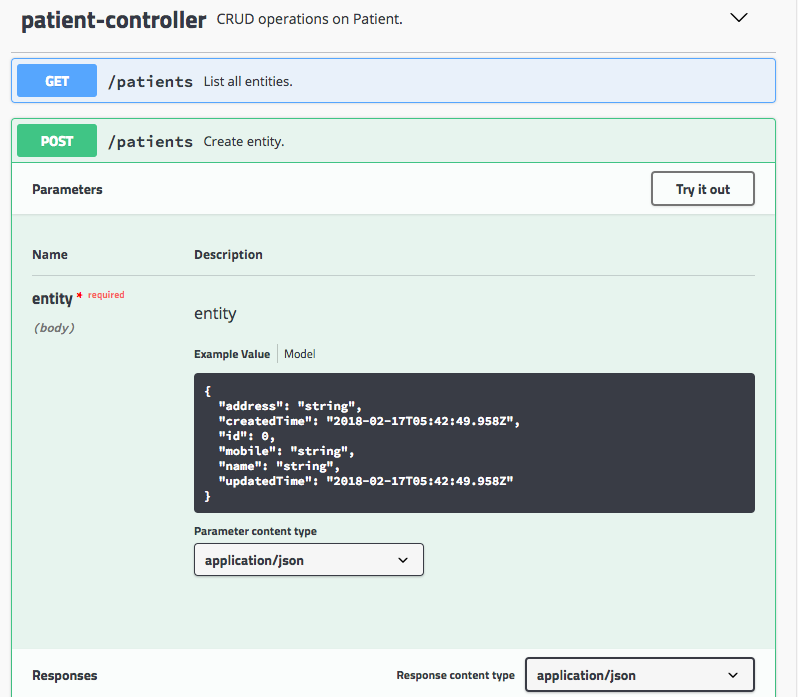 patient-controller CRUD operations on Patient.
GET /patients List all entities.
POST /patients Create entity.
Parameters Try it out
Name Description
entity * required
(body)
entity
Example Value Model
{
"address": "string",
"createdTime": "2018-02-17T05:42:49.958Z",
"id": 0,
"mobile": "string",
"name": "string",
"updatedTime": "2018-02-17T05:42:49.958Z"
}
Parameter content type
application/json
Responses Response content type application/json